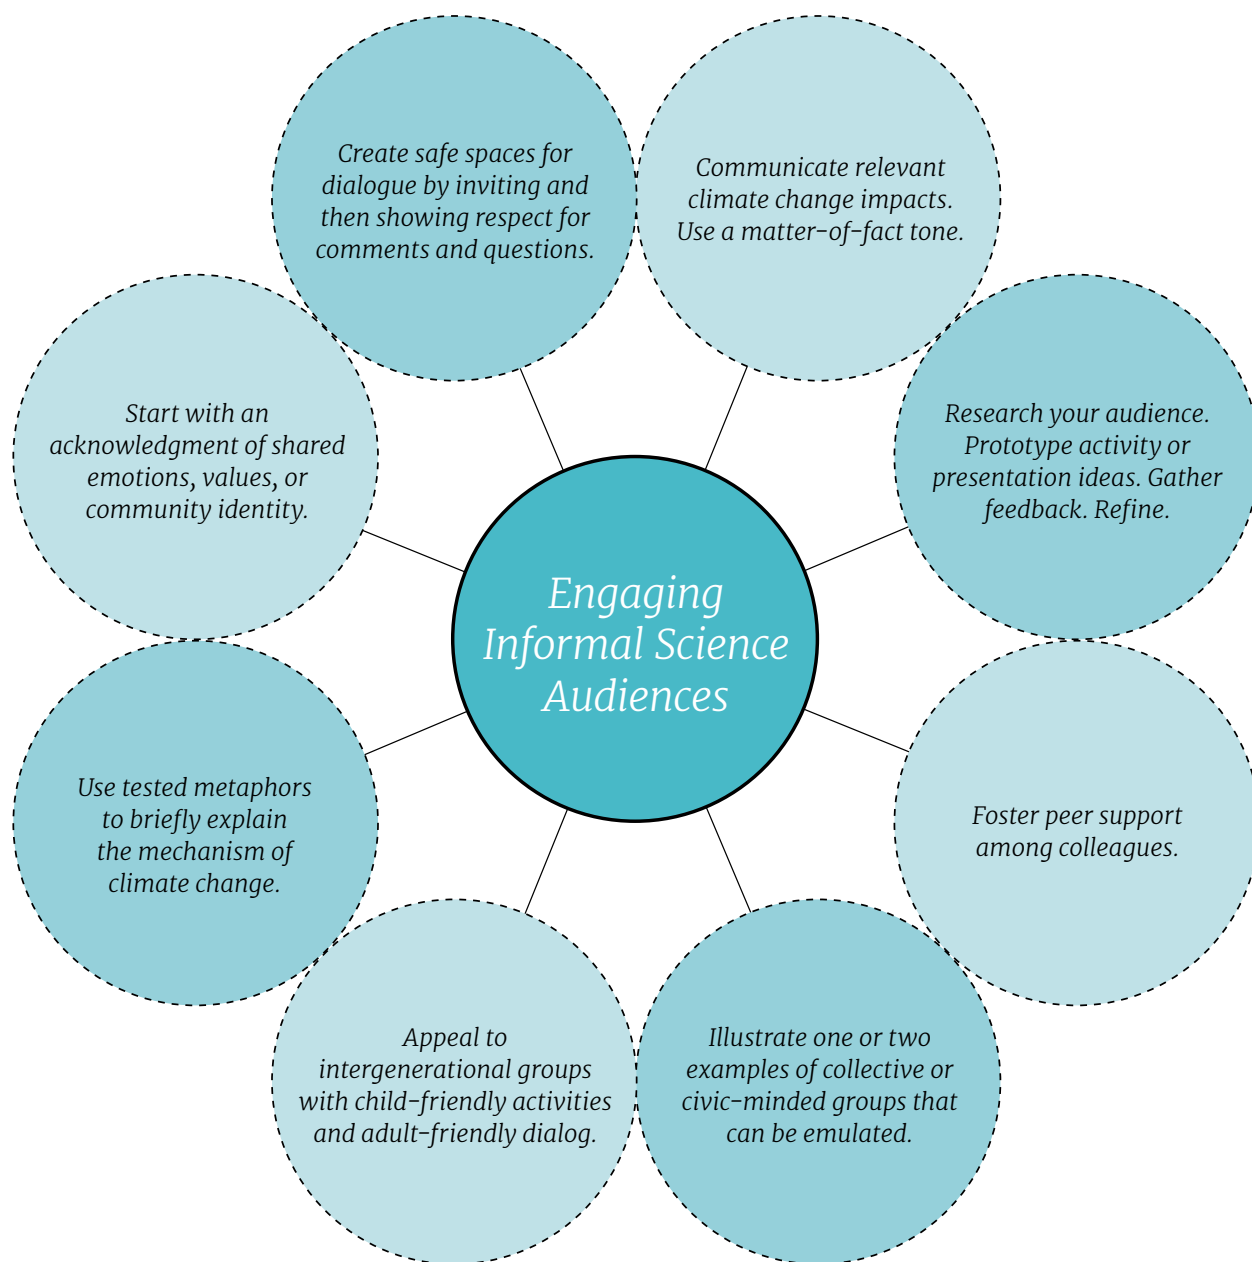 Create safe spaces for
dialogue by inviting and
then showing respect for
comments and questions.
Communicate relevant
climate change impacts.
Use a matter-of-fact tone.
Start with an
acknowledgment of shared
emotions, values, or
community identity.
Research your audience.
Prototype activity or
presentation ideas. Gather
feedback. Refine.
Engaging
Informal Science
Audiences
Use tested metaphors
to briefly explain
the mechanism of
climate change.
Foster peer support
among colleagues.
Appeal to
intergenerational groups
with child-friendly activities
and adult-friendly dialog.
Illustrate one or two
examples of collective or
civic-minded groups that
can be emulated.